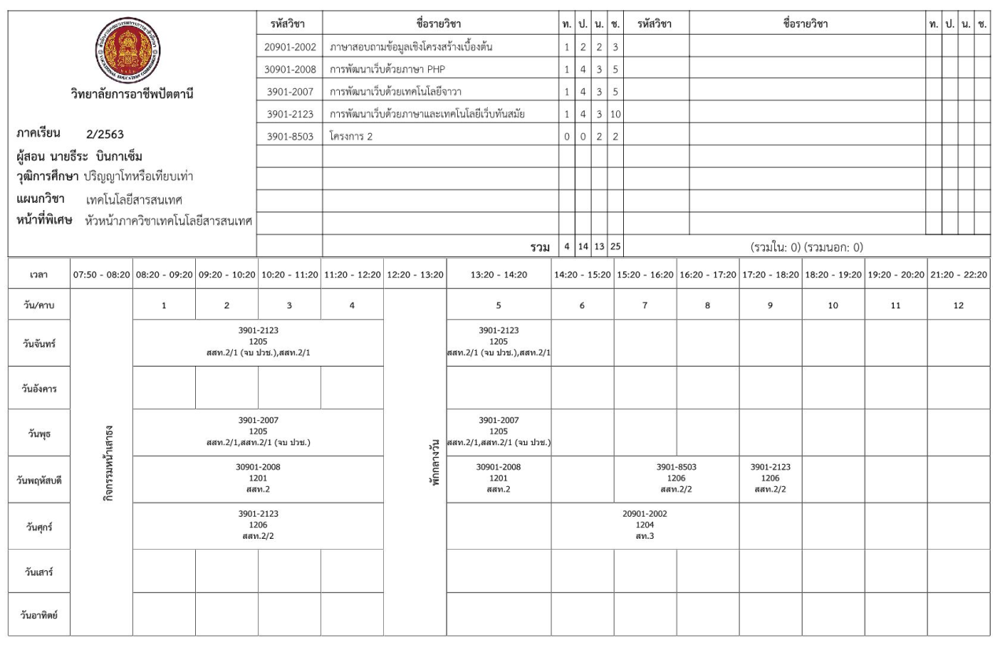 วิทยาลัยการอาชีพปัตตานี
ภาคเรียน 2/2563
ผู้สอน นายธีระ บินกาเซ็ม
วุฒิการศึกษา ปริญญาโทหรือเทียบเท่า
แผนกวิชา เทคโนโลยีสารสนเทศ
หน้าที่พิเศษ หัวหน้าภาควิชาเทคโนโลยีสารสนเทศ
รหัสวิชา ชื่อรายวิชา ท. ป. น. ช. รหัสวิชา ชื่อรายวิชา ท. ป. น. ช.
20901-2002 ภาษาสอบถามข้อมูลเชิงโครงสร้างเบื้องต้น 1 2 2 3
30901-2008 การพัฒนาเว็บด้วยภาษา PHP 1 4 3 5
3901-2007 การพัฒนาเว็บด้วยเทคโนโลยีจาวา 1 4 3 5
3901-2123 การพัฒนาเว็บด้วยภาษาและเทคโนโลยีเว็บทันสมัย 1 4 3 10
3901-8503 โครงการ 2 0 0 2 2
รวม 4 14 13 25 (รวมใน: 0) (รวมนอก: 0)
เวลา 07:50 - 08:20 08:20 - 09:20 09:20 - 10:20 10:20 - 11:20 11:20 - 12:20 12:20 - 13:20 13:20 - 14:20 14:20 - 15:20 15:20 - 16:20 16:20 - 17:20 17:20 - 18:20 18:20 - 19:20 19:20 - 20:20 21:20 - 22:20
วัน/คาบ 1 2 3 4 5 6 7 8 9 10 11 12
กิจกรรมหน้าเสาธง
พักกลางวัน
วันจันทร์
3901-2123 3901-2123
1205 1205
สสท.2/1 (จบ ปวช.),สสท.2/1 สสท.2/1 (จบ ปวช.),สสท.2/1
วันอังคาร
วันพุธ
3901-2007 3901-2007
1205 1205
สสท.2/1,สสท.2/1 (จบ ปวช.) สสท.2/1,สสท.2/1 (จบ ปวช.)
วันพฤหัสบดี
30901-2008 30901-2008 3901-8503 3901-2123
1201 1201 1206 1206
สสท.2 สสท.2 สสท.2/2 สสท.2/2
วันศุกร์
3901-2123 20901-2002
1206 1204
สสท.2/2 สท.3
วันเสาร์
วันอาทิตย์